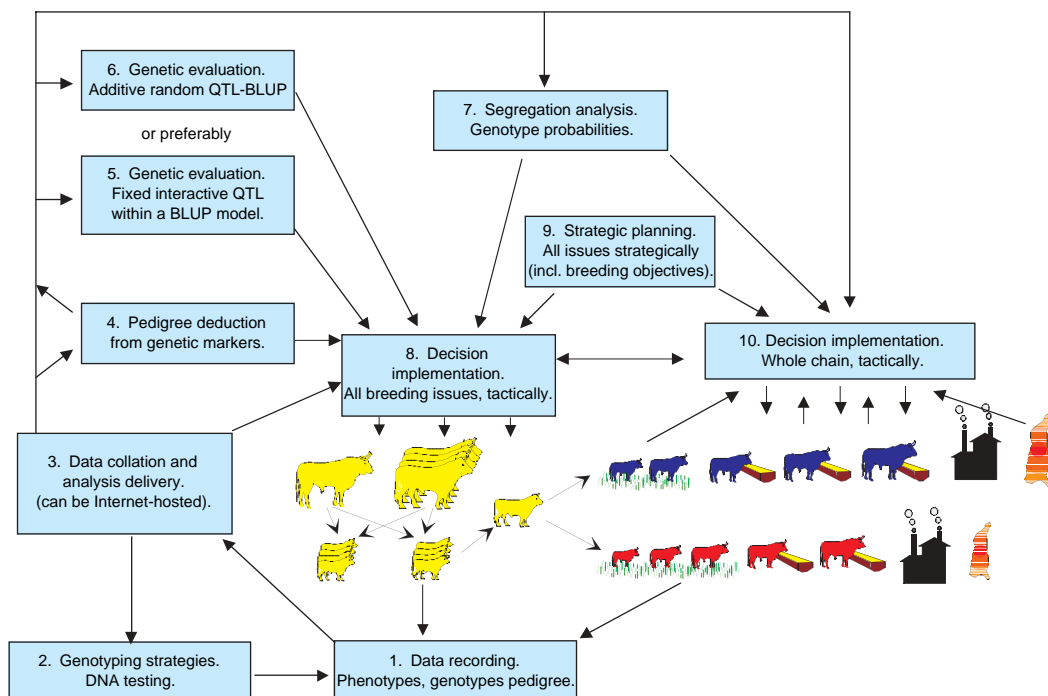 6. Genetic evaluation.
Additive random QTL-BLUP
or preferably
5. Genetic evaluation.
Fixed interactive QTL
within a BLUP model.
4. Pedigree deduction
from genetic markers.
7. Segregation analysis.
Genotype probabilities.
9. Strategic planning.
All issues strategically
(incl. breeding objectives).
8. Decision
implementation.
All breeding issues, tactically.
10. Decision implementation.
Whole chain, tactically.
3. Data collation and
analysis delivery.
(can be Internet-hosted).
2. Genotyping strategies.
DNA testing.
1. Data recording.
Phenotypes, genotypes pedigree.